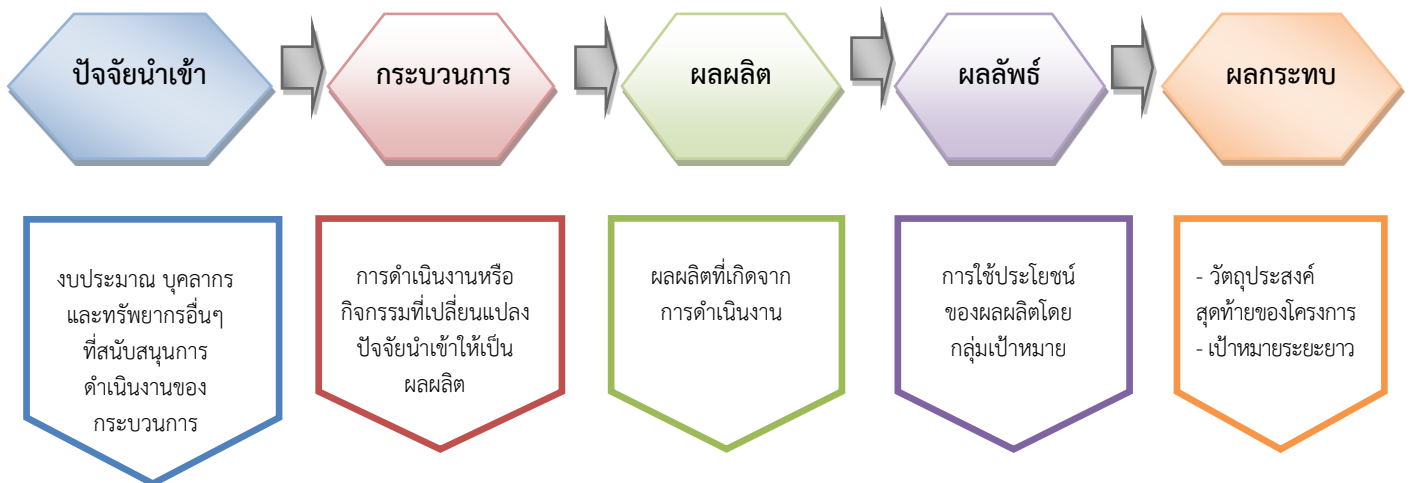 ปัจจัยนำเข้า
กระบวนการ
ผลผลิต
ผลลัพธ์
ผลกระทบ
งบประมาณ บุคลากร
และทรัพยากรอื่นๆ
ที่สนับสนุนการ
ดำเนินงานของ
กระบวนการ
การดำเนินงานหรือ
กิจกรรมที่เปลี่ยนแปลง
ปัจจัยนำเข้าให้เป็น
ผลผลิต
ผลผลิตที่เกิดจาก
การดำเนินงาน
การใช้ประโยชน์
ของผลผลิตโดย
กลุ่มเป้าหมาย
- วัตถุประสงค์
สุดท้ายของโครงการ
- เป้าหมายระยะยาว